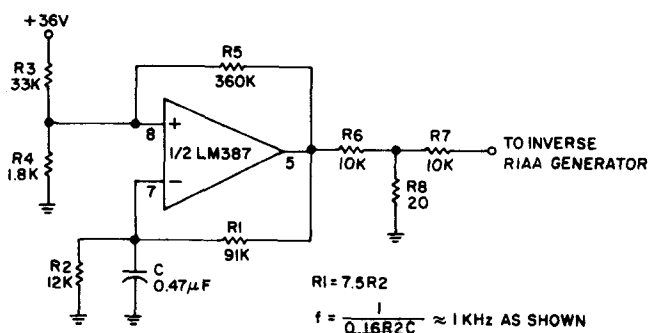 +36V
R3
33K
R5
360K
8 +
1/2 LM387
5
7 −
R4
1.8K
R6
10K
R7
10K
TO INVERSE
RIAA GENERATOR
R8
20
R1
91K
R2
12K
C
0.47μF
R1 = 7.5R2
f = 1 / 0.16R2C ≈ 1KHz AS SHOWN